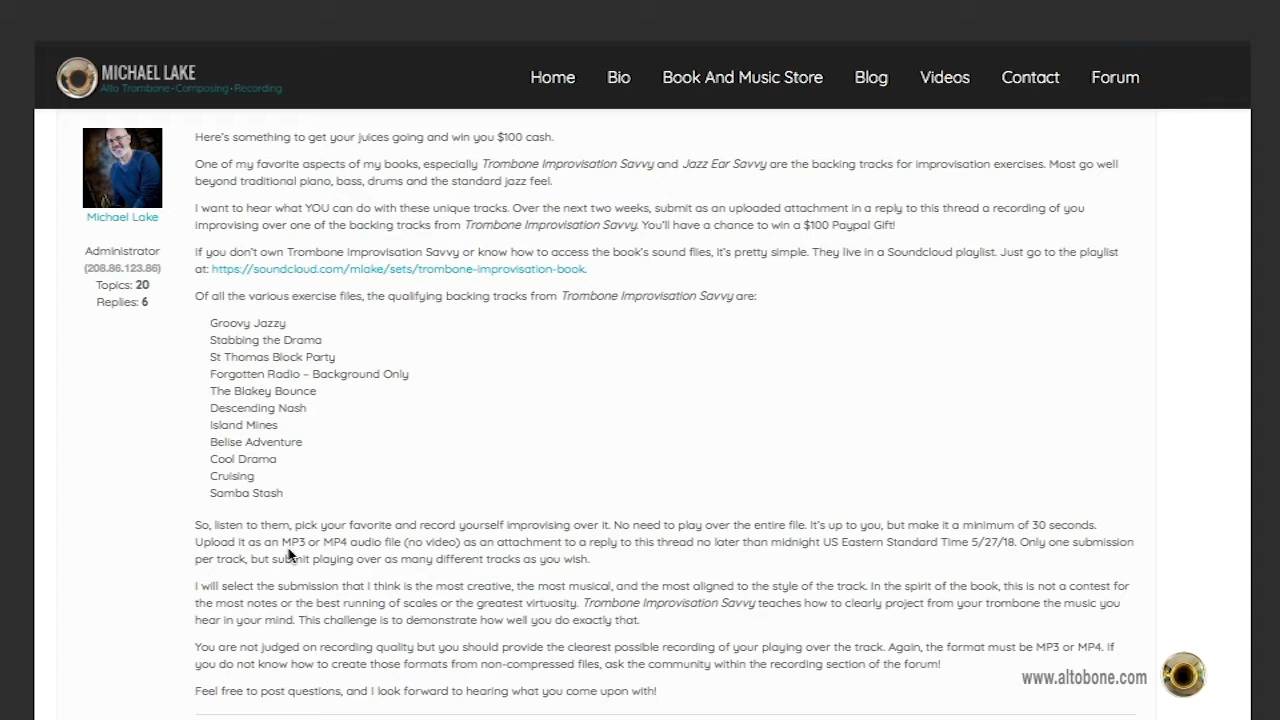 MICHAEL LAKE
Alto Trombone•Composing•Recording
Home Bio Book And Music Store Blog Videos Contact Forum
Michael Lake
Administrator
(208.86.123.86)
Topics: 20
Replies: 6
Here's something to get your juices going and win you $100 cash.
One of my favorite aspects of my books, especially Trombone Improvisation Savvy and Jazz Ear Savvy are the backing tracks for improvisation exercises. Most go well
beyond traditional piano, bass, drums and the standard jazz feel.
I want to hear what YOU can do with these unique tracks. Over the next two weeks, submit as an uploaded attachment in a reply to this thread a recording of you
improvising over one of the backing tracks from Trombone Improvisation Savvy. You'll have a chance to win a $100 Paypal Gift!
If you don't own Trombone Improvisation Savvy or know how to access the book's sound files, it's pretty simple. They live in a Soundcloud playlist. Just go to the playlist
at: https://soundcloud.com/mlake/sets/trombone-improvisation-book.
Of all the various exercise files, the qualifying backing tracks from Trombone Improvisation Savvy are:
Groovy Jazzy
Stabbing the Drama
St Thomas Block Party
Forgotten Radio – Background Only
The Blakey Bounce
Descending Nash
Island Mines
Belise Adventure
Cool Drama
Cruising
Samba Stash
So, listen to them, pick your favorite and record yourself improvising over it. No need to play over the entire file. It's up to you, but make it a minimum of 30 seconds.
Upload it as an MP3 or MP4 audio file (no video) as an attachment to a reply to this thread no later than midnight US Eastern Standard Time 5/27/18. Only one submission
per track, but submit playing over as many different tracks as you wish.
I will select the submission that I think is the most creative, the most musical, and the most aligned to the style of the track. In the spirit of the book, this is not a contest for
the most notes or the best running of scales or the greatest virtuosity. Trombone Improvisation Savvy teaches how to clearly project from your trombone the music you
hear in your mind. This challenge is to demonstrate how well you do exactly that.
You are not judged on recording quality but you should provide the clearest possible recording of your playing over the track. Again, the format must be MP3 or MP4. If
you do not know how to create those formats from non-compressed files, ask the community within the recording section of the forum!
Feel free to post questions, and I look forward to hearing what you come upon with!
www.altobone.com